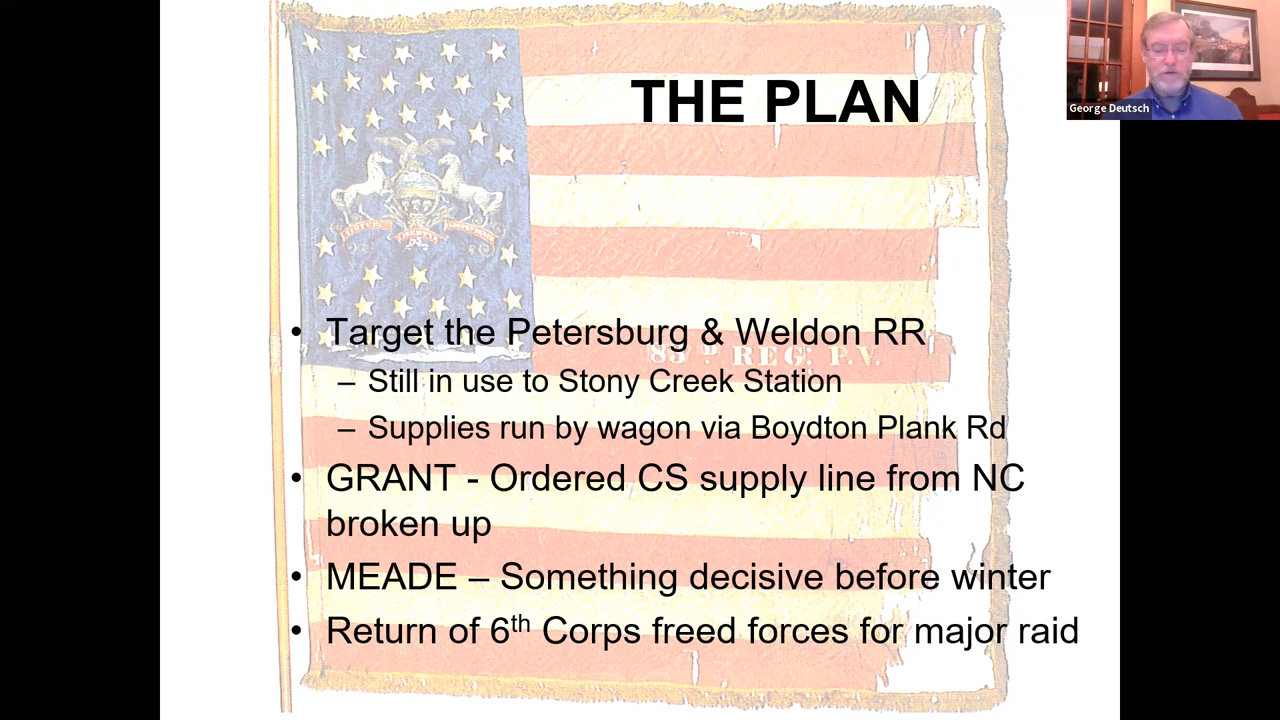 THE PLAN
George Deutsch
• Target the Petersburg & Weldon RR
83RD REG: P.V.
– Still in use to Stony Creek Station
– Supplies run by wagon via Boydton Plank Rd
• GRANT - Ordered CS supply line from NC
broken up
• MEADE – Something decisive before winter
• Return of 6th Corps freed forces for major raid